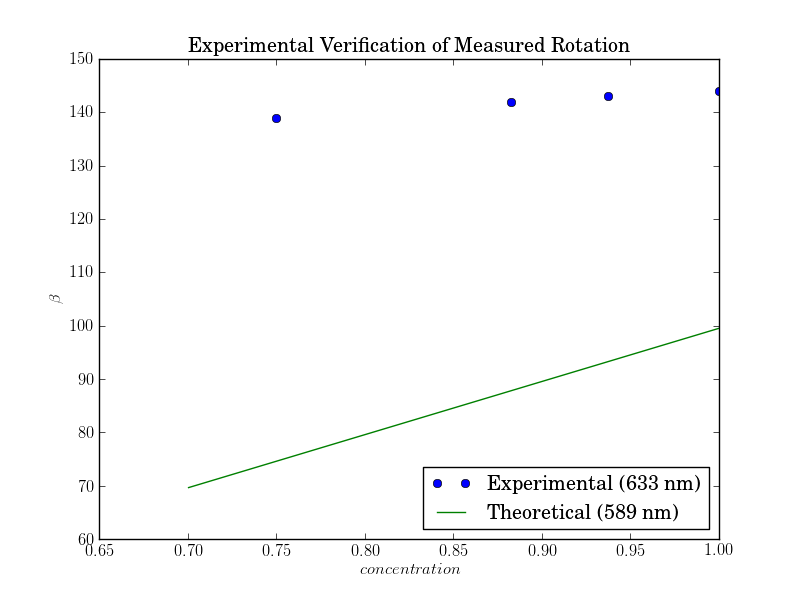 Experimental Verification of Measured Rotation
150
140
130
120
110
100
90
80
70
60
β
0.65 0.70 0.75 0.80 0.85 0.90 0.95 1.00
concentration
Experimental (633 nm)
Theoretical (589 nm)